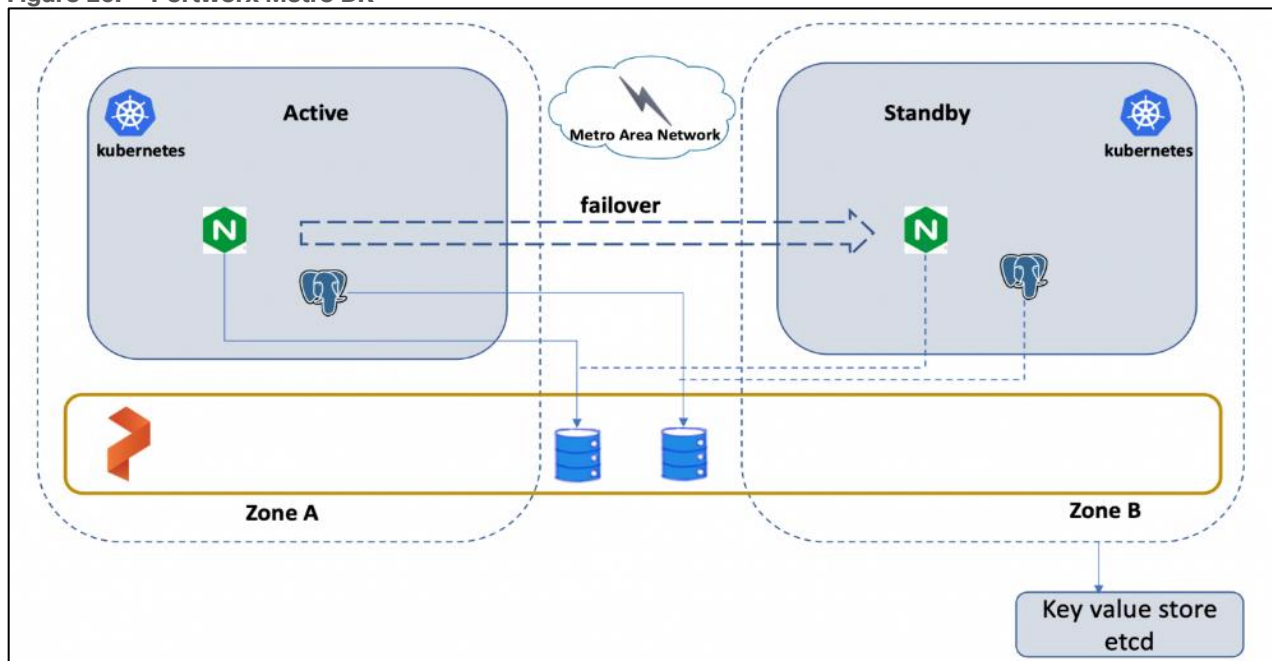 Active
Standby
kubernetes
kubernetes
Metro Area Network
failover
N
N
Zone A
Zone B
Key value store
etcd